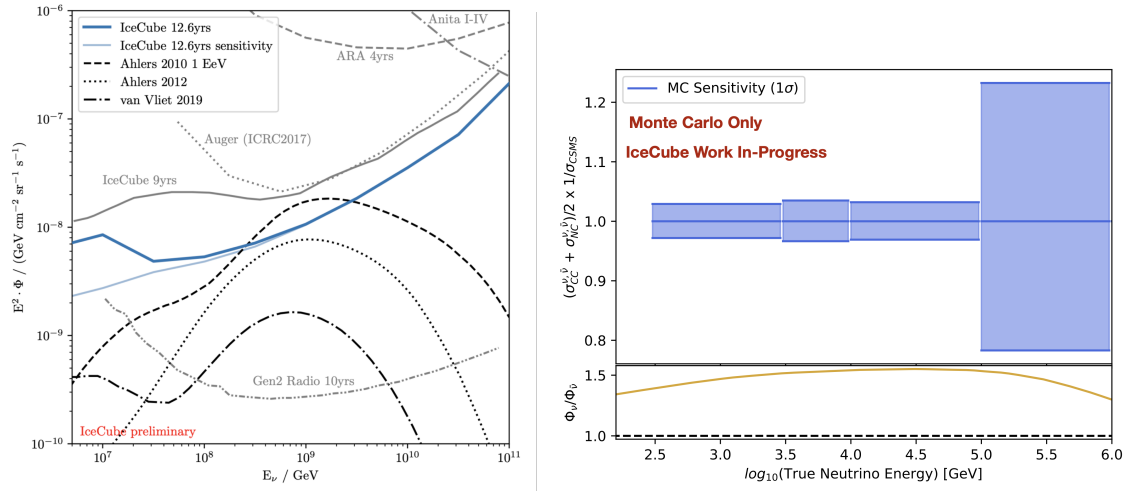 10⁻⁶
10⁻⁷
10⁻⁸
10⁻⁹
10⁻¹⁰
E² · Φ / (GeV cm⁻² sr⁻¹ s⁻¹)
IceCube 12.6yrs
IceCube 12.6yrs sensitivity
Ahlers 2010 1 EeV
Ahlers 2012
van Vliet 2019
Anita I-IV
ARA 4yrs
Auger (ICRC2017)
IceCube 9yrs
Gen2 Radio 10yrs
IceCube preliminary
10⁷ 10⁸ 10⁹ 10¹⁰ 10¹¹
Eν / GeV
MC Sensitivity (1σ)
Monte Carlo Only
IceCube Work In-Progress
1.2
1.1
1.0
0.9
0.8
(σ_CC^{ν,ν̄} + σ_NC^{ν,ν̄})/2 x 1/σ_CSMS
1.5
1.0
Φ_ν/Φ_ν̄
2.5 3.0 3.5 4.0 4.5 5.0 5.5 6.0
log₁₀(True Neutrino Energy) [GeV]